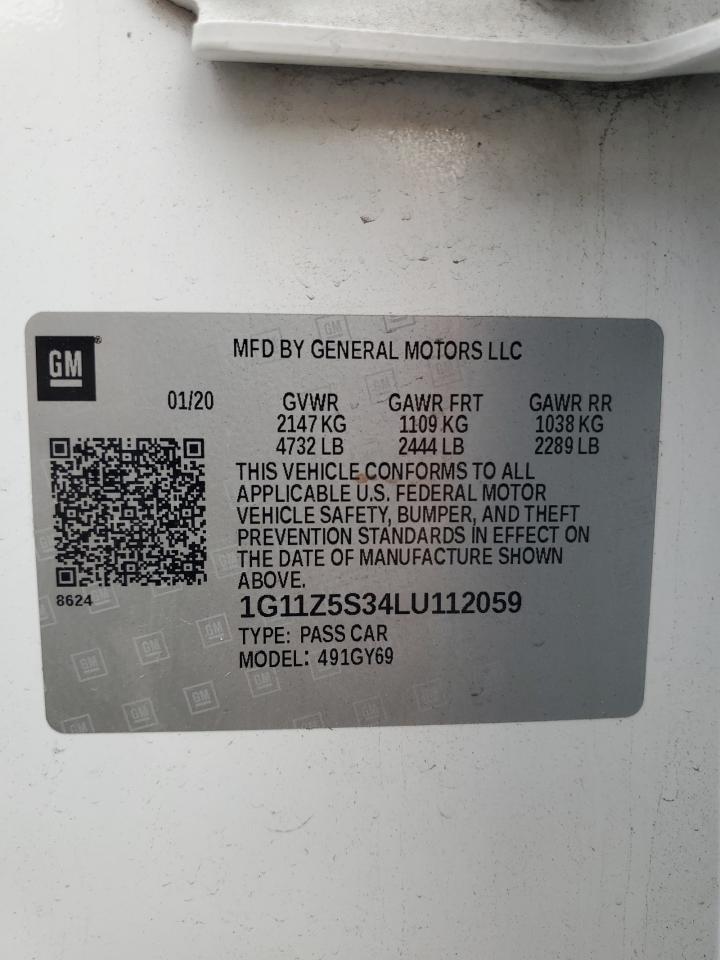 GM
MFD BY GENERAL MOTORS LLC
01/20 GVWR GAWR FRT GAWR RR
2147 KG 1109 KG 1038 KG
4732 LB 2444 LB 2289 LB
THIS VEHICLE CONFORMS TO ALL
APPLICABLE U.S. FEDERAL MOTOR
VEHICLE SAFETY, BUMPER, AND THEFT
PREVENTION STANDARDS IN EFFECT ON
THE DATE OF MANUFACTURE SHOWN
ABOVE.
8624
1G11Z5S34LU112059
TYPE: PASS CAR
MODEL: 491GY69